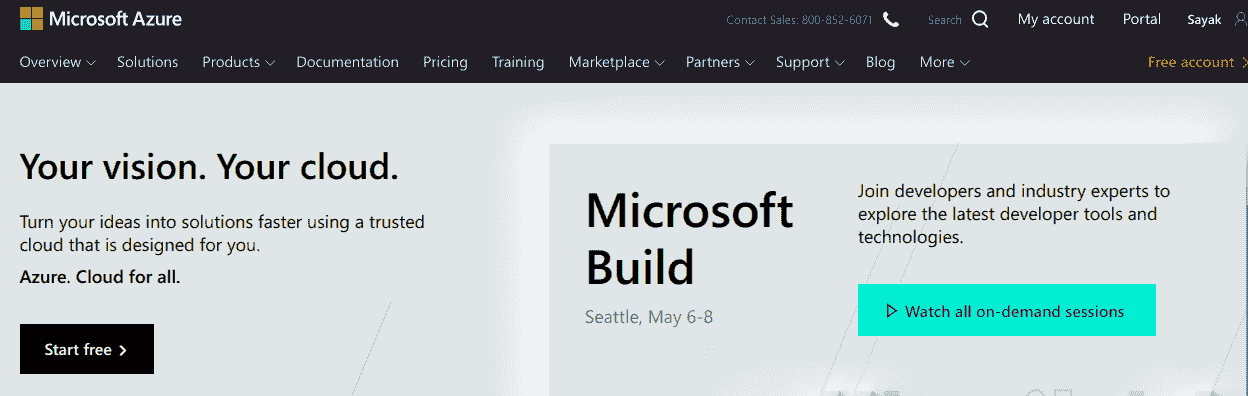 Microsoft Azure
Contact Sales: 800-852-6071
Search
My account
Portal
Sayak
Overview
Solutions
Products
Documentation
Pricing
Training
Marketplace
Partners
Support
Blog
More
Free account
Your vision. Your cloud.
Turn your ideas into solutions faster using a trusted
cloud that is designed for you.
Azure. Cloud for all.
Start free
Microsoft
Build
Seattle, May 6-8
Join developers and industry experts to
explore the latest developer tools and
technologies.
Watch all on-demand sessions